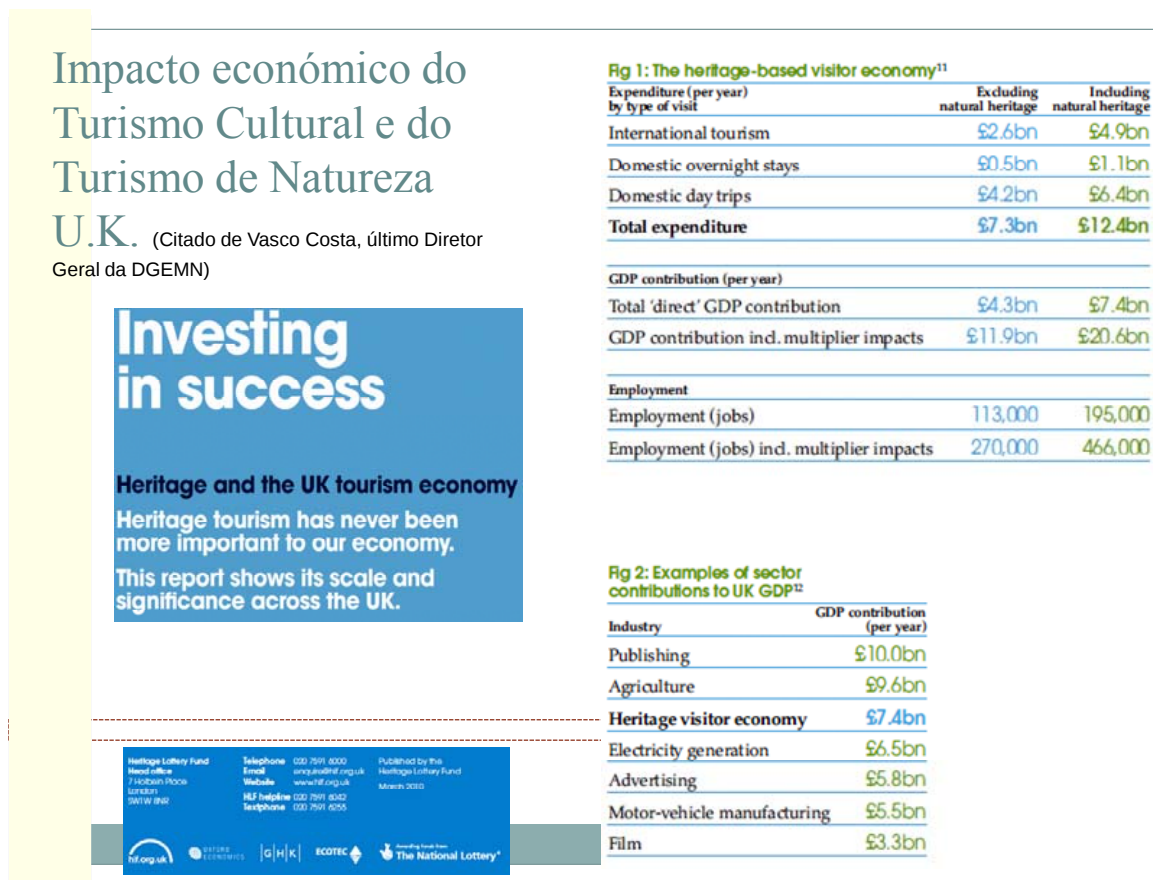 Impacto económico do
Turismo Cultural e do
Turismo de Natureza
U.K. (Citado de Vasco Costa, último Diretor
Geral da DGEMN)
Investing
in success
Heritage and the UK tourism economy
Heritage tourism has never been
more important to our economy.
This report shows its scale and
significance across the UK.
Heritage Lottery Fund
Head office
7 Holbein Place
London
SW1W 8NR
Telephone 020 7591 6000
Email enquire@hlf.org.uk
Website www.hlf.org.uk
HLF helpline 020 7591 6042
Textphone 020 7591 6255
Published by the
Heritage Lottery Fund
March 2010
hlf.org.uk
OXFORD
ECONOMICS
GHK
ECOTEC
The National Lottery®
Fig 1: The heritage-based visitor economy¹¹
Expenditure (per year) Excluding Including
by type of visit natural heritage natural heritage
International tourism £2.6bn £4.9bn
Domestic overnight stays £0.5bn £1.1bn
Domestic day trips £4.2bn £6.4bn
Total expenditure £7.3bn £12.4bn
GDP contribution (per year)
Total 'direct' GDP contribution £4.3bn £7.4bn
GDP contribution incl. multiplier impacts £11.9bn £20.6bn
Employment
Employment (jobs) 113,000 195,000
Employment (jobs) incl. multiplier impacts 270,000 466,000
Fig 2: Examples of sector
contributions to UK GDP¹²
GDP contribution
Industry (per year)
Publishing £10.0bn
Agriculture £9.6bn
Heritage visitor economy £7.4bn
Electricity generation £6.5bn
Advertising £5.8bn
Motor-vehicle manufacturing £5.5bn
Film £3.3bn